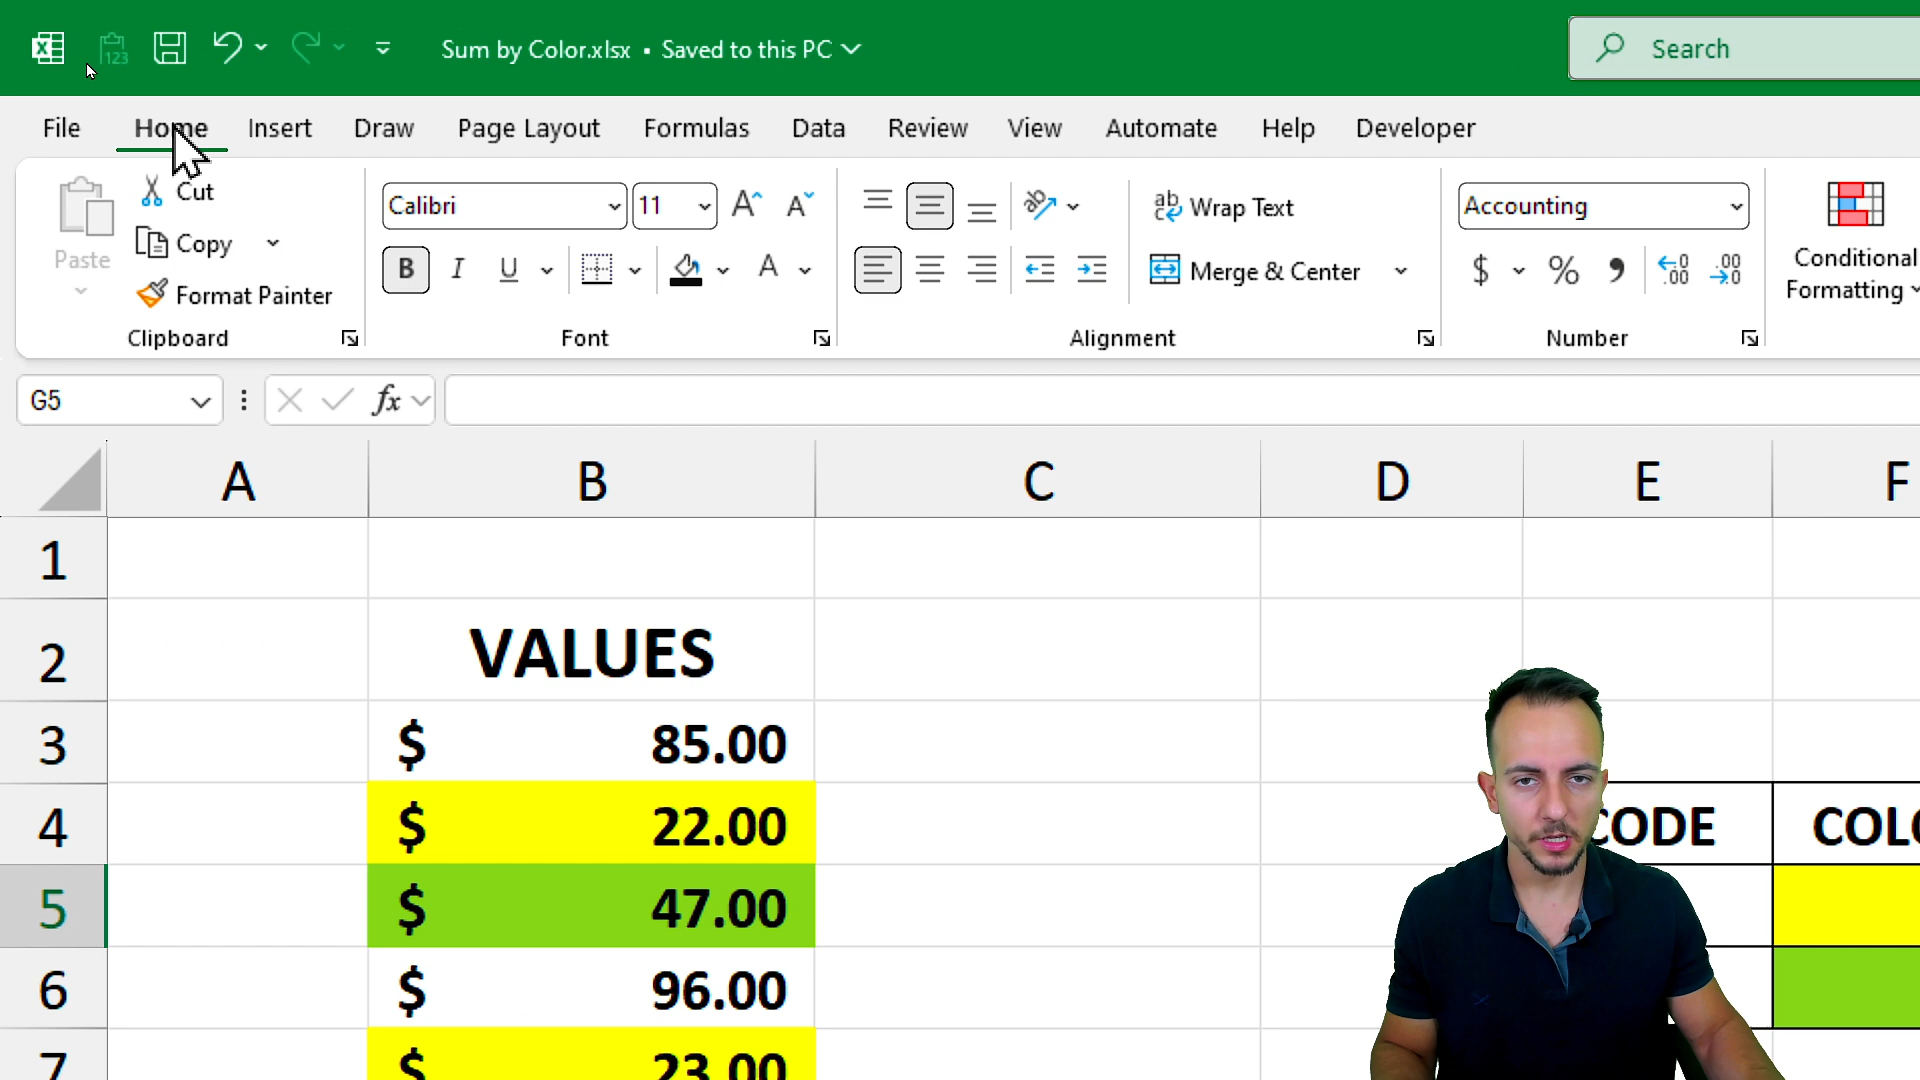 Sum by Color.xlsx • Saved to this PC
Search
File Home Insert Draw Page Layout Formulas Data Review View Automate Help Developer
Paste
Cut
Copy
Format Painter
Clipboard
Calibri 11
B I U A
Font
Wrap Text
Merge & Center
Alignment
Accounting
$ % ,
Number
Conditional
Formatting
G5
fx
A B C D E F
1
2 VALUES
3 $ 85.00
4 $ 22.00 CODE
5 $ 47.00
6 $ 96.00
7 $ 23.00